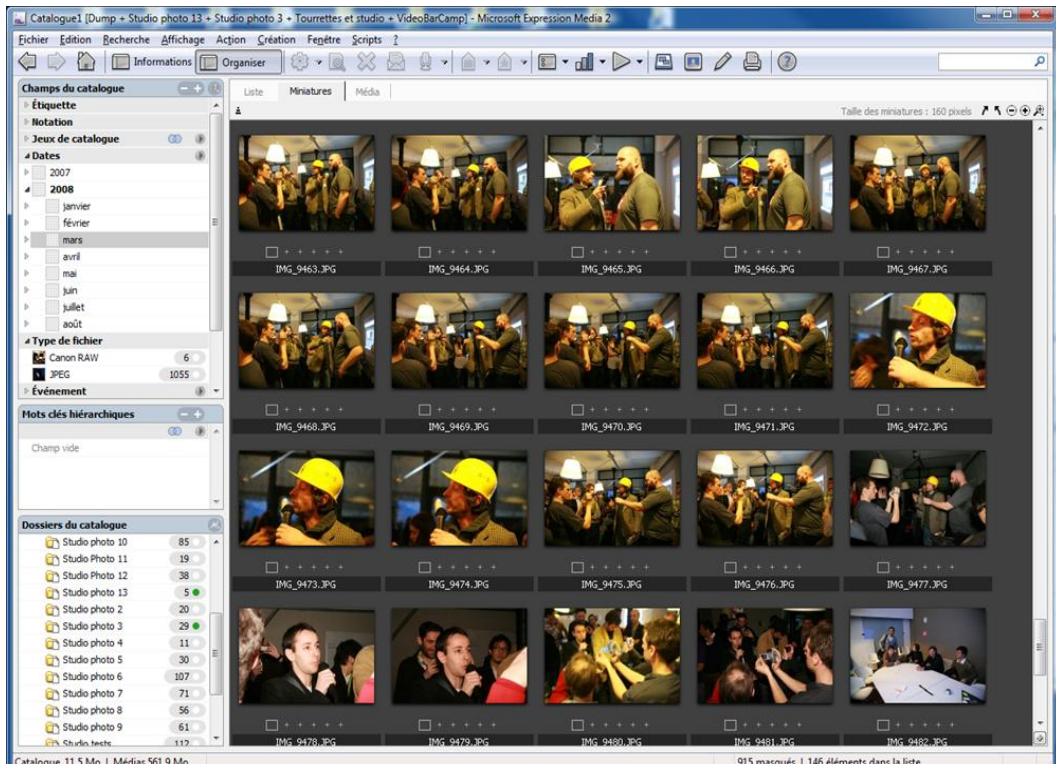 Catalogue1 [Dump + Studio photo 13 + Studio photo 3 + Tourrettes et studio + VideoBarCamp] - Microsoft Expression Media 2
Fichier Edition Recherche Affichage Action Création Fenêtre Scripts ?
Informations Organiser
Champs du catalogue
Liste Miniatures Média
Étiquette
Taille des miniatures : 160 pixels
Notation
Jeux de catalogue
Dates
2007
2008
janvier
février
mars
avril
mai
juin
juillet
août
Type de fichier
Canon RAW 6
JPEG 1055
Événement
Mots clés hiérarchiques
Champ vide
Dossiers du catalogue
Studio photo 10 85
Studio Photo 11 19
Studio Photo 12 38
Studio photo 13 5
Studio photo 2 20
Studio photo 3 29
Studio photo 4 11
Studio photo 5 30
Studio photo 6 107
Studio photo 7 71
Studio photo 8 56
Studio photo 9 61
Studio tests 112
IMG_9463.JPG IMG_9464.JPG IMG_9465.JPG IMG_9466.JPG IMG_9467.JPG
IMG_9468.JPG IMG_9469.JPG IMG_9470.JPG IMG_9471.JPG IMG_9472.JPG
IMG_9473.JPG IMG_9474.JPG IMG_9475.JPG IMG_9476.JPG IMG_9477.JPG
IMG_9478.JPG IMG_9479.JPG IMG_9480.JPG IMG_9481.JPG IMG_9482.JPG
Catalogue 11,5 Mo | Médias 561,9 Mo
915 masqués | 146 éléments dans la liste